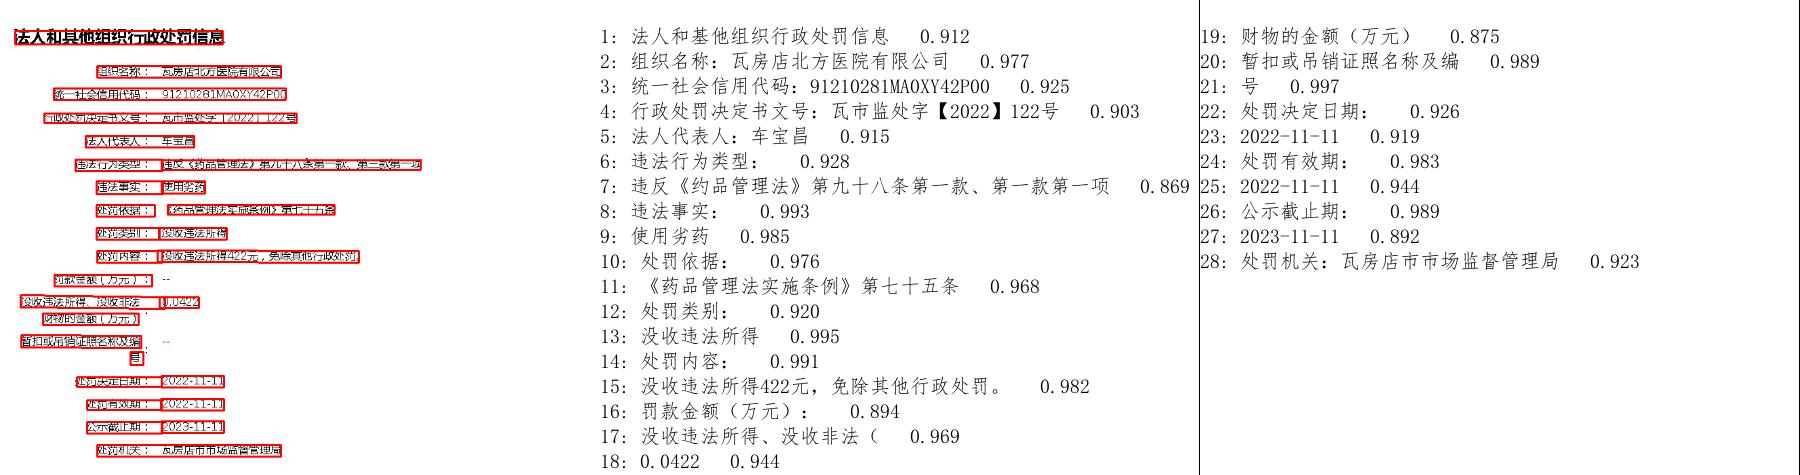 法人和其他组织行政处罚信息
组织名称： 瓦房店北方医院有限公司
统一社会信用代码： 91210281MA0XY42P00
行政处罚决定书文号： 瓦市监处字【2022】122号
法人代表人： 车宝昌
违法行为类型： 违反《药品管理法》第九十八条第一款、第三款第一项
违法事实： 使用劣药
处罚依据： 《药品管理法实施条例》第七十五条
处罚类别： 没收违法所得
处罚内容： 没收违法所得422元，免除其他行政处罚。
罚款金额（万元）： --
没收违法所得、没收非法 0.0422
财物的金额（万元） ：
暂扣或吊销证照名称及编 --
号 ：
处罚决定日期： 2022-11-11
处罚有效期： 2022-11-11
公示截止期： 2023-11-11
处罚机关： 瓦房店市市场监督管理局
1: 法人和基他组织行政处罚信息 0.912
2: 组织名称：瓦房店北方医院有限公司 0.977
3: 统一社会信用代码：91210281MA0XY42P00 0.925
4: 行政处罚决定书文号：瓦市监处字【2022】122号 0.903
5: 法人代表人：车宝昌 0.915
6: 违法行为类型： 0.928
7: 违反《约品管理法》第九十八条第一款、第一款第一项 0.869
8: 违法事实： 0.993
9: 使用劣药 0.985
10: 处罚依据： 0.976
11: 《药品管理法实施条例》第七十五条 0.968
12: 处罚类别： 0.920
13: 没收违法所得 0.995
14: 处罚内容： 0.991
15: 没收违法所得422元，免除其他行政处罚。 0.982
16: 罚款金额（万元）： 0.894
17: 没收违法所得、没收非法（ 0.969
18: 0.0422 0.944
19: 财物的金额（万元） 0.875
20: 暂扣或吊销证照名称及编 0.989
21: 号 0.997
22: 处罚决定日期： 0.926
23: 2022-11-11 0.919
24: 处罚有效期： 0.983
25: 2022-11-11 0.944
26: 公示截止期： 0.989
27: 2023-11-11 0.892
28: 处罚机关：瓦房店市市场监督管理局 0.923